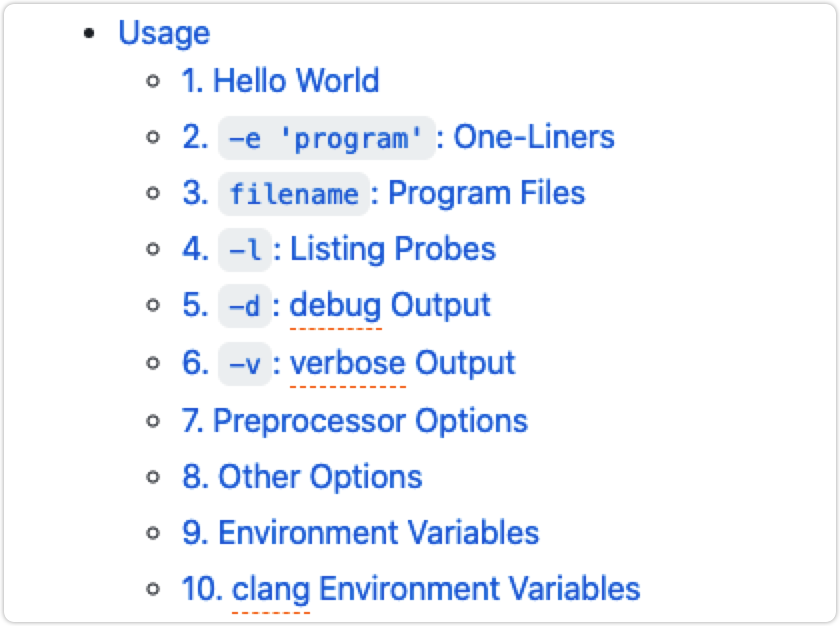 Usage
1. Hello World
2. -e 'program': One-Liners
3. filename: Program Files
4. -l: Listing Probes
5. -d: debug Output
6. -v: verbose Output
7. Preprocessor Options
8. Other Options
9. Environment Variables
10. clang Environment Variables